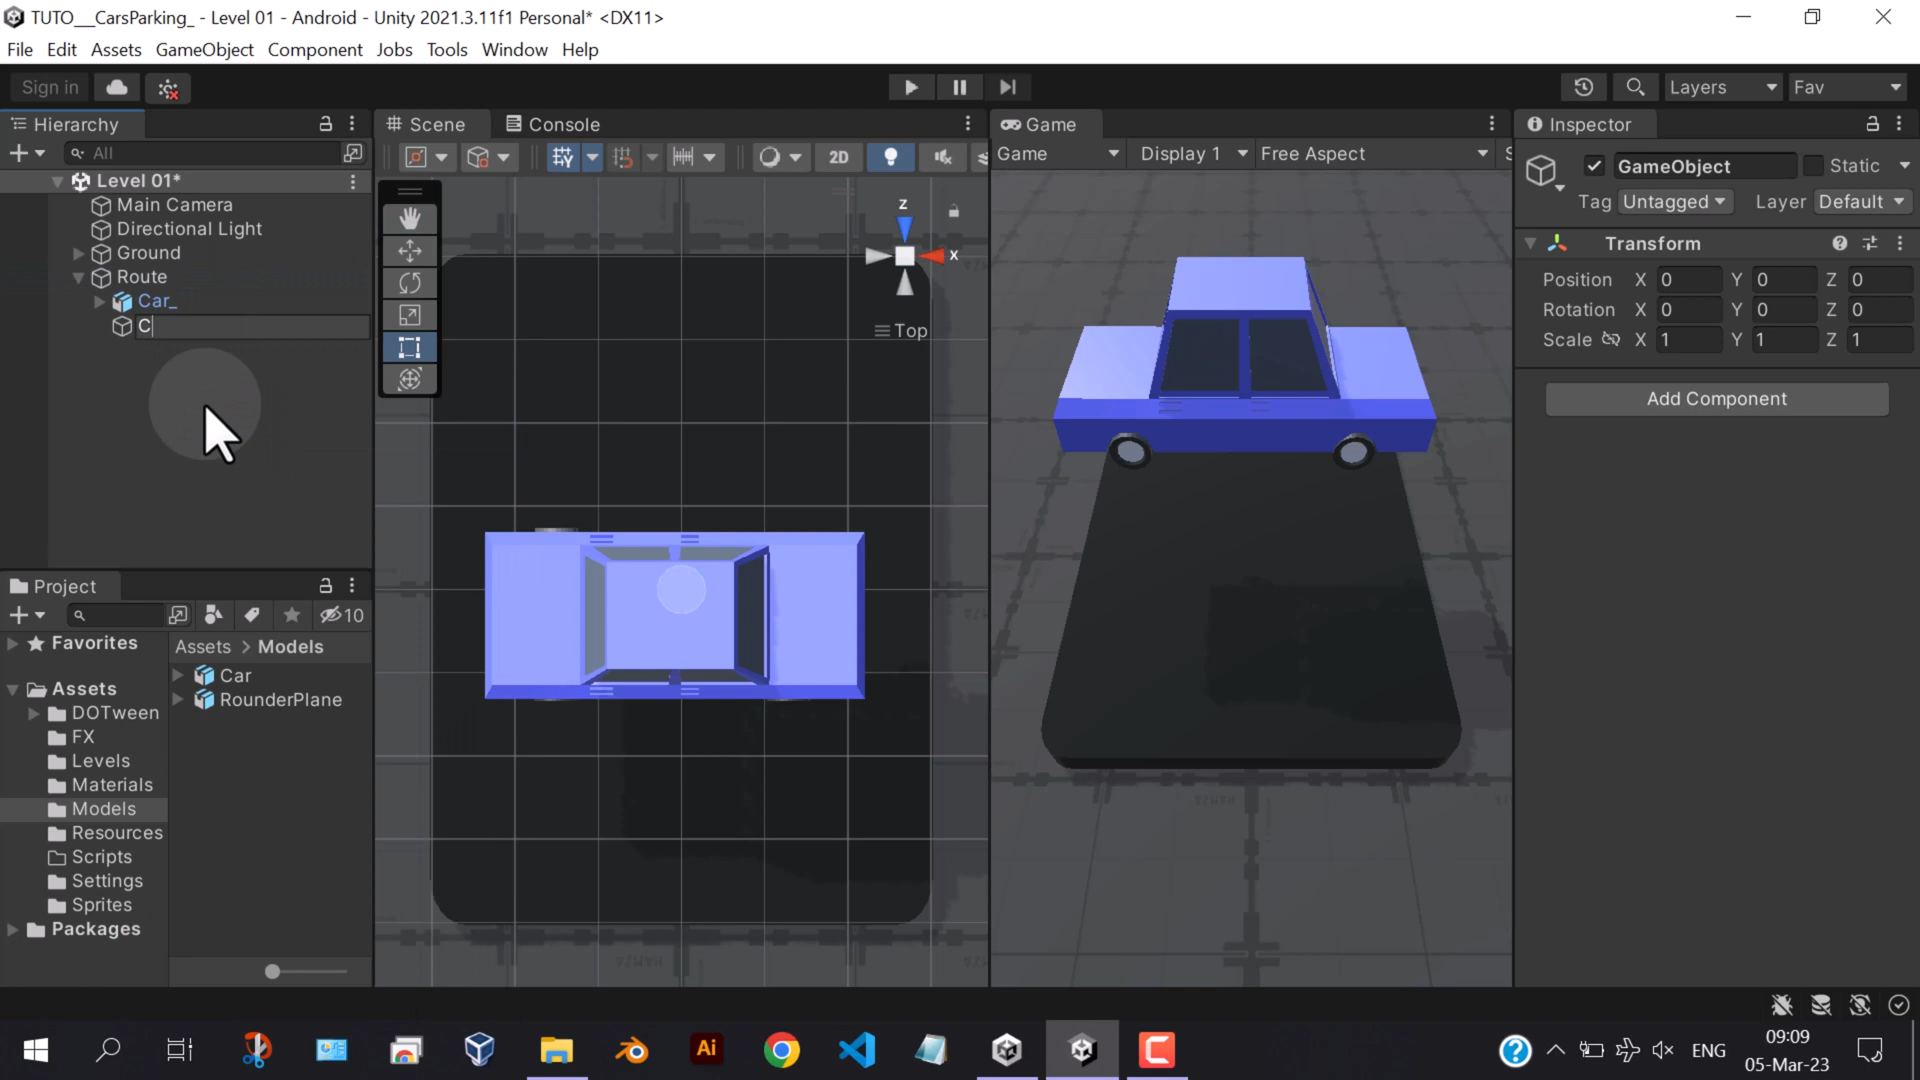 TUTO__CarsParking_ - Level 01 - Android - Unity 2021.3.11f1 Personal* <DX11>
File Edit Assets GameObject Component Jobs Tools Window Help
Sign in
Layers
Fav
Hierarchy
Scene
Console
Game
Inspector
All
2D
Game
Display 1
Free Aspect
GameObject
Static
Tag Untagged
Layer Default
Level 01*
Main Camera
Directional Light
Ground
Route
Car_
C
z
x
Top
Transform
Position X 0 Y 0 Z 0
Rotation X 0 Y 0 Z 0
Scale X 1 Y 1 Z 1
Add Component
Project
10
Favorites
Assets > Models
Car
RounderPlane
Assets
DOTween
FX
Levels
Materials
Models
Resources
Scripts
Settings
Sprites
Packages
Ai
ENG
09:09
05-Mar-23